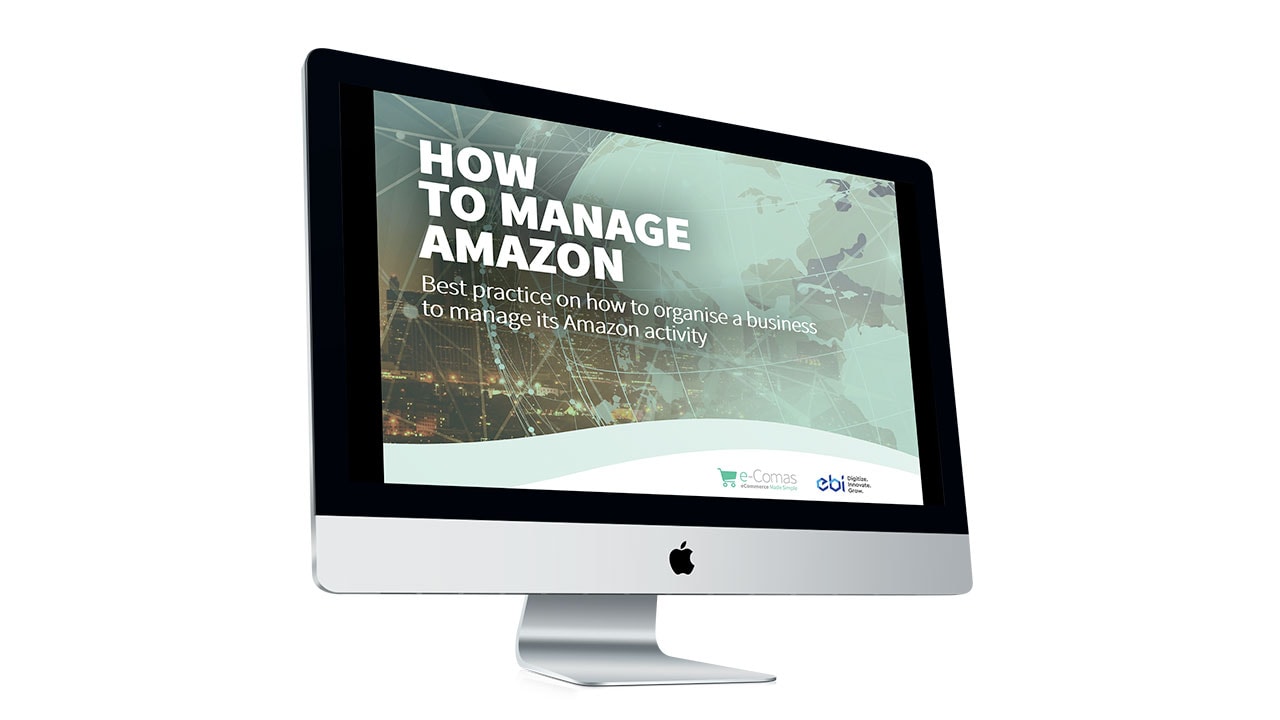 HOW
TO MANAGE
AMAZON
Best practice on how to organise a business
to manage its Amazon activity
e-Comas
eCommerce Made Simple
ebi
Digitize.
Innovate.
Grow.